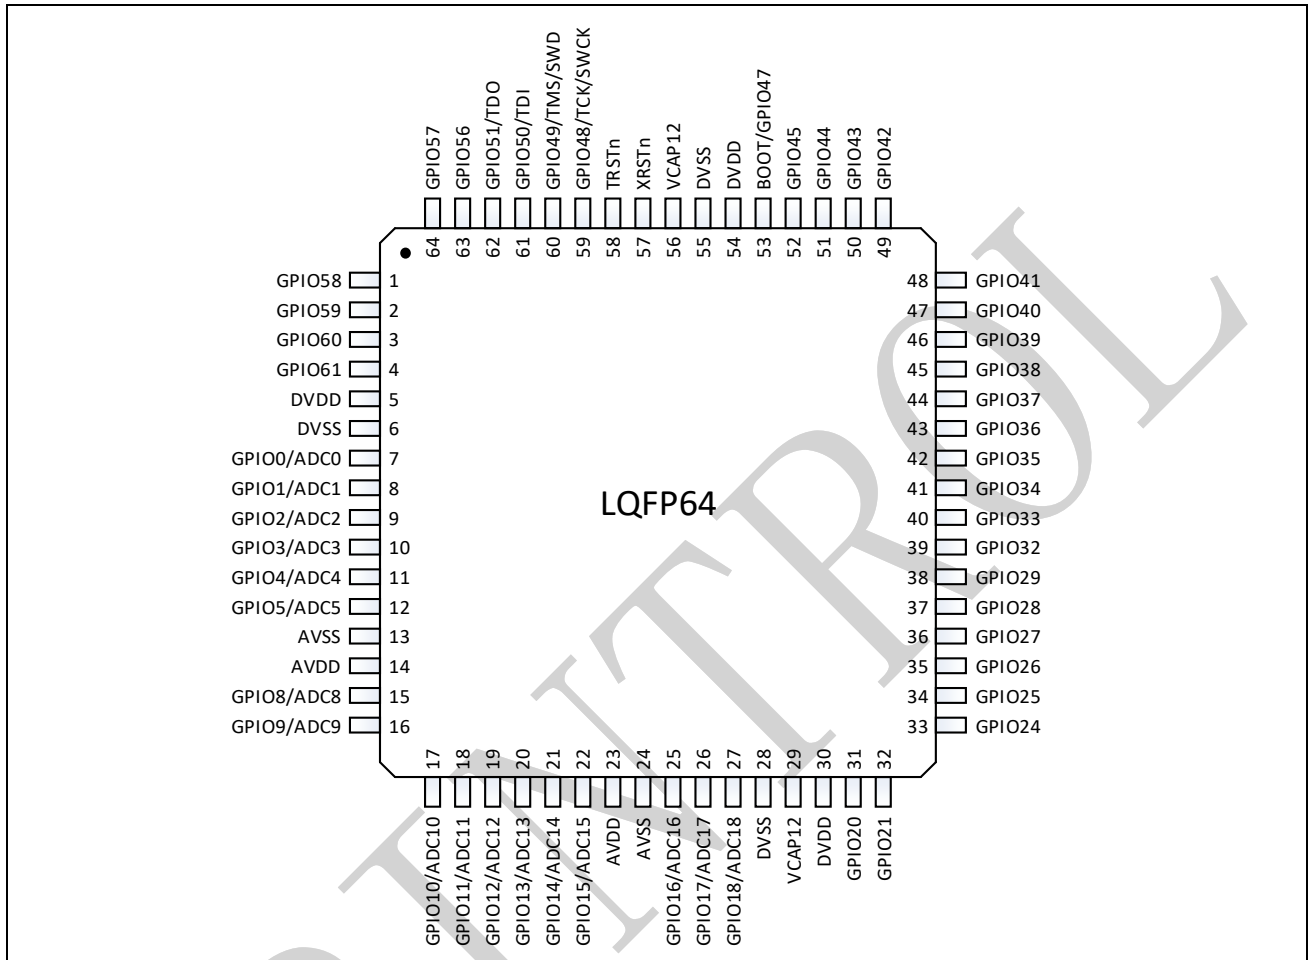 GPIO57
GPIO56
GPIO51/TDO
GPIO50/TDI
GPIO49/TMS/SWD
GPIO48/TCK/SWCK
TRSTn
XRSTn
VCAP12
DVSS
DVDD
BOOT/GPIO47
GPIO45
GPIO44
GPIO43
GPIO42
64
63
62
61
60
59
58
57
56
55
54
53
52
51
50
49
GPIO58 1
GPIO59 2
GPIO60 3
GPIO61 4
DVDD 5
DVSS 6
GPIO0/ADC0 7
GPIO1/ADC1 8
GPIO2/ADC2 9
GPIO3/ADC3 10
GPIO4/ADC4 11
GPIO5/ADC5 12
AVSS 13
AVDD 14
GPIO8/ADC8 15
GPIO9/ADC9 16
LQFP64
48 GPIO41
47 GPIO40
46 GPIO39
45 GPIO38
44 GPIO37
43 GPIO36
42 GPIO35
41 GPIO34
40 GPIO33
39 GPIO32
38 GPIO29
37 GPIO28
36 GPIO27
35 GPIO26
34 GPIO25
33 GPIO24
17
18
19
20
21
22
23
24
25
26
27
28
29
30
31
32
GPIO10/ADC10
GPIO11/ADC11
GPIO12/ADC12
GPIO13/ADC13
GPIO14/ADC14
GPIO15/ADC15
AVDD
AVSS
GPIO16/ADC16
GPIO17/ADC17
GPIO18/ADC18
DVSS
VCAP12
DVDD
GPIO20
GPIO21